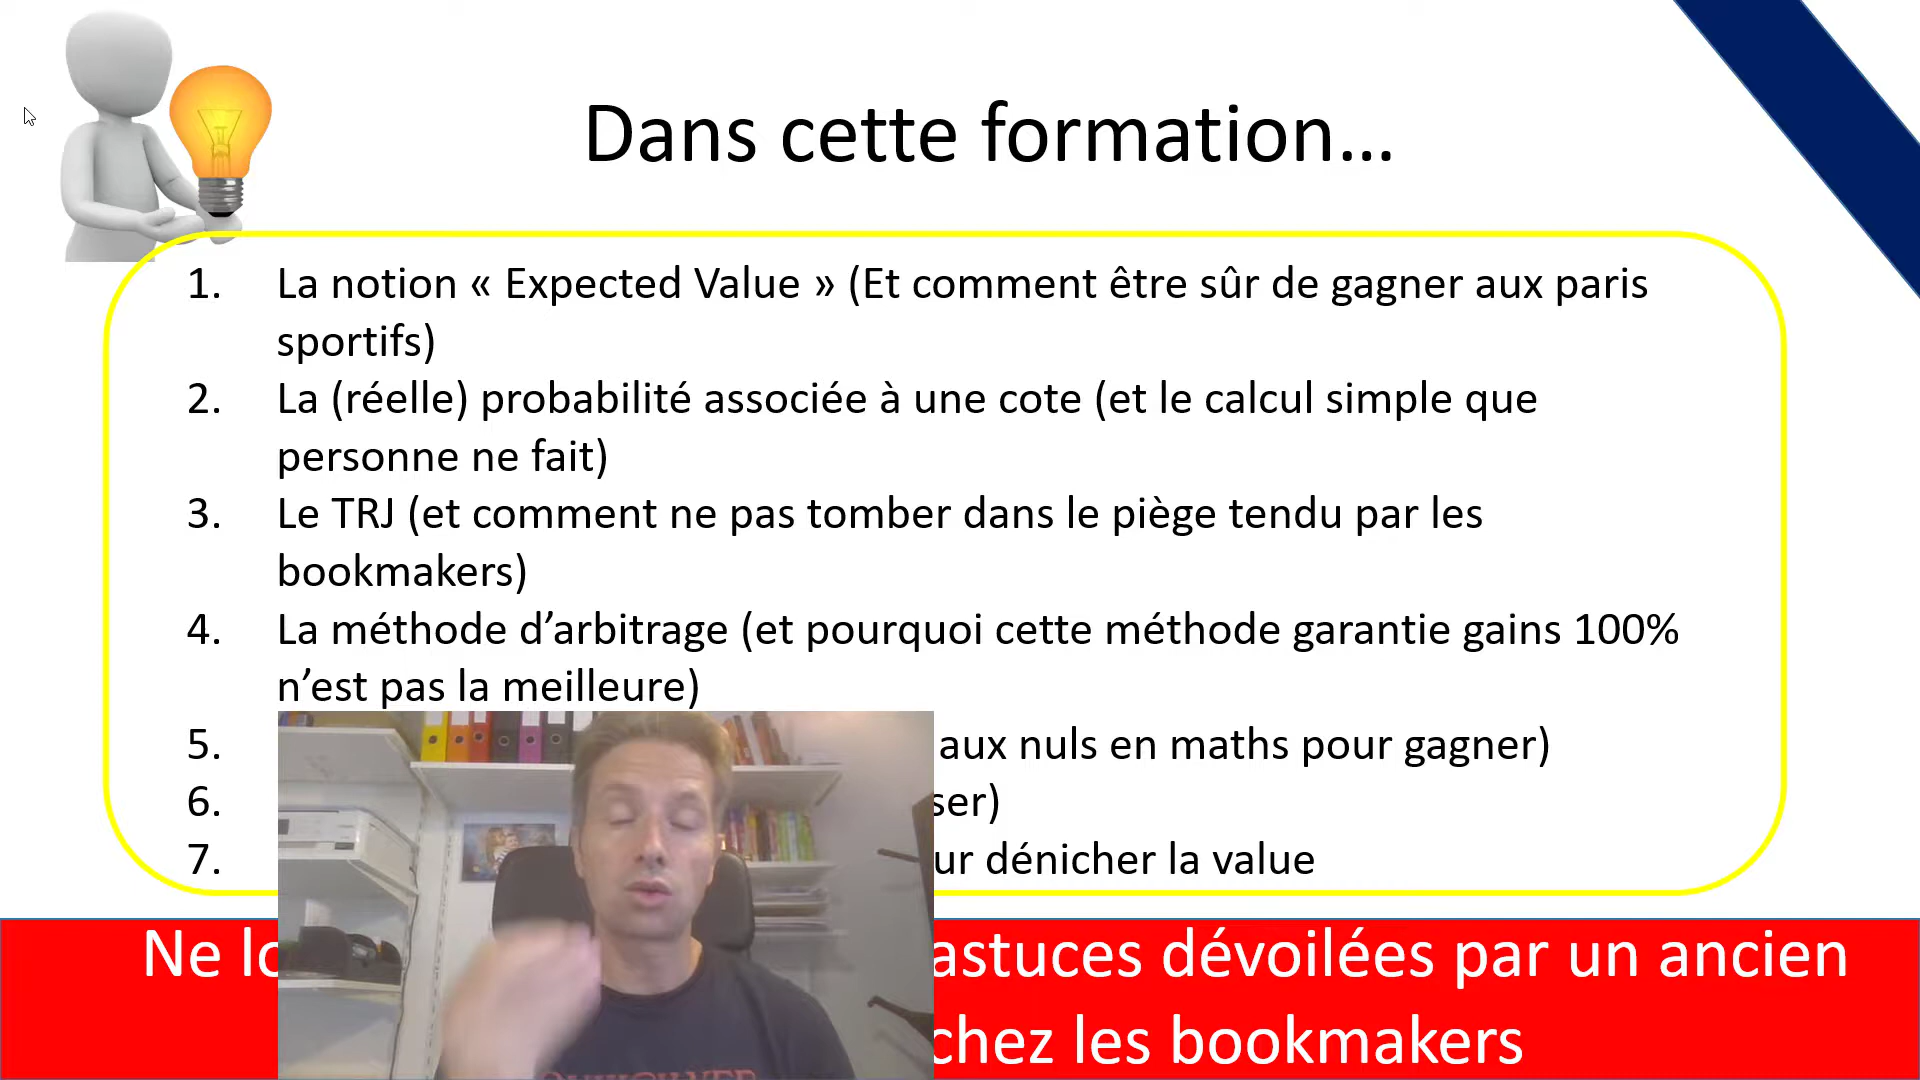 Dans cette formation...
1. La notion « Expected Value » (Et comment être sûr de gagner aux paris
sportifs)
2. La (réelle) probabilité associée à une cote (et le calcul simple que
personne ne fait)
3. Le TRJ (et comment ne pas tomber dans le piège tendu par les
bookmakers)
4. La méthode d’arbitrage (et pourquoi cette méthode garantie gains 100%
n’est pas la meilleure)
5. aux nuls en maths pour gagner)
6. ser)
7. ur dénicher la value
Ne lo astuces dévoilées par un ancien
chez les bookmakers